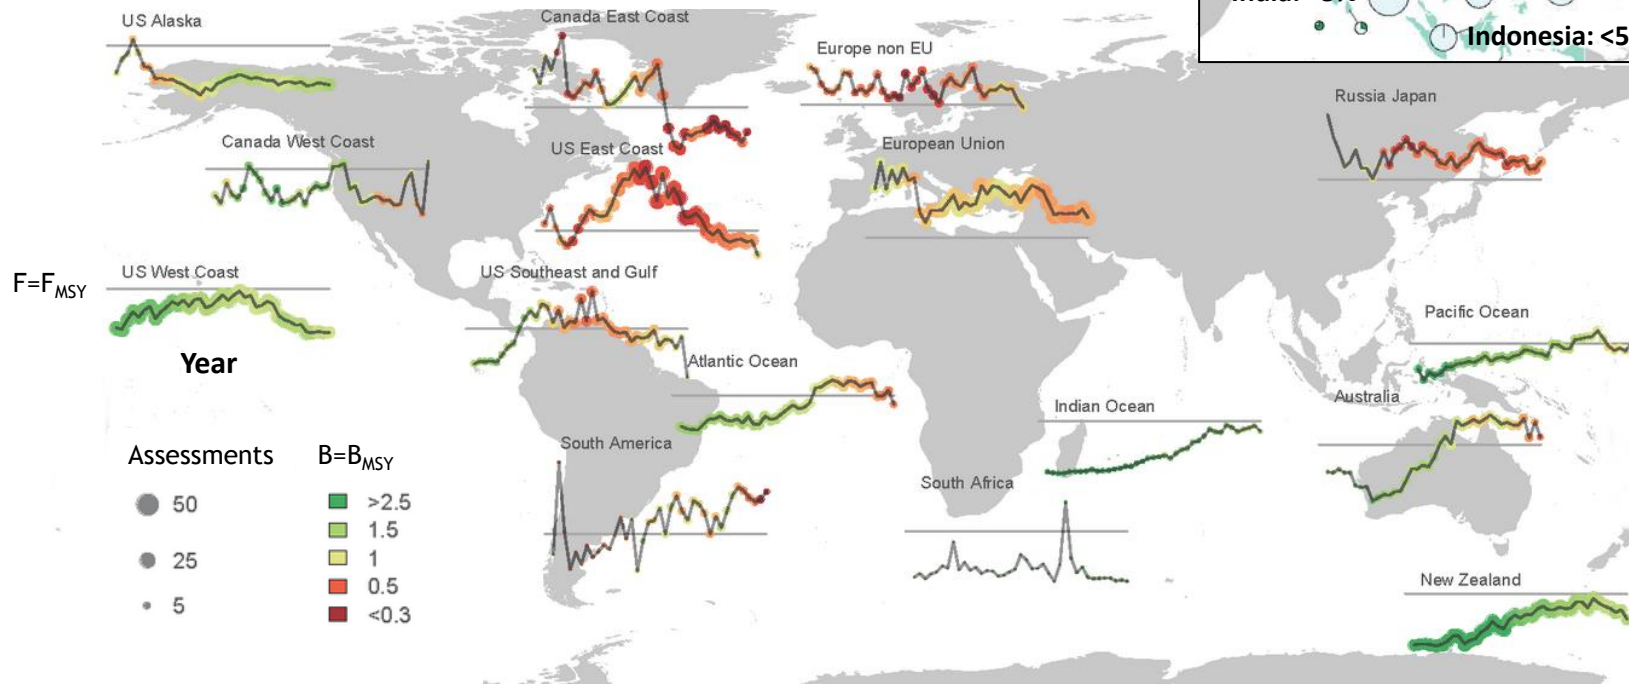 Indonesia: <5
US Alaska
Canada East Coast
Europe non EU
Russia Japan
Canada West Coast
US East Coast
European Union
US West Coast
US Southeast and Gulf
F=FMSY
Year
Pacific Ocean
Atlantic Ocean
Australia
Indian Ocean
South America
South Africa
Assessments
50
25
5
B=BMSY
>2.5
1.5
1
0.5
<0.3
New Zealand